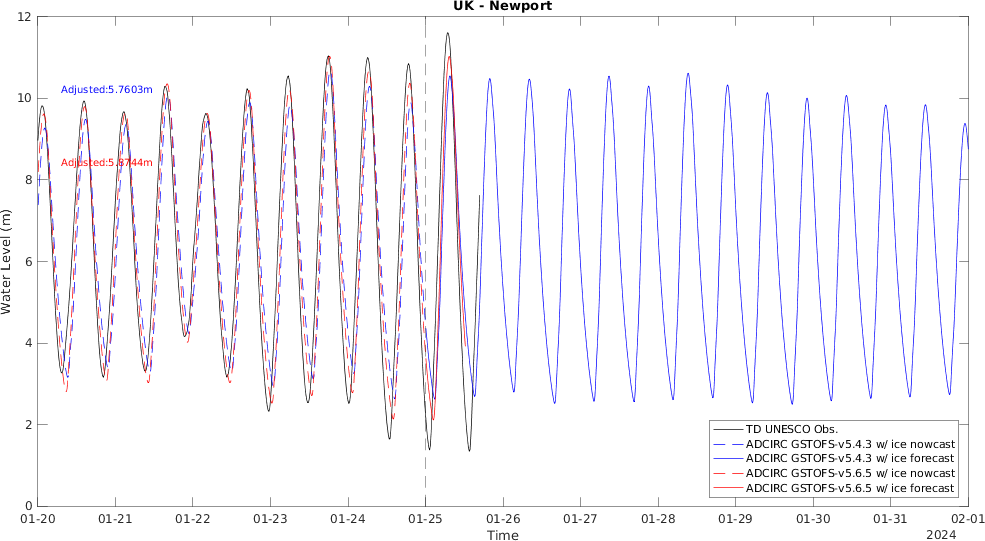 UK - Newport
12
10
8
6
4
2
0
Water Level (m)
Adjusted:5.7603m
Adjusted:5.8744m
TD UNESCO Obs.
ADCIRC GSTOFS-v5.4.3 w/ ice nowcast
ADCIRC GSTOFS-v5.4.3 w/ ice forecast
ADCIRC GSTOFS-v5.6.5 w/ ice nowcast
ADCIRC GSTOFS-v5.6.5 w/ ice forecast
01-20 01-21 01-22 01-23 01-24 01-25 01-26 01-27 01-28 01-29 01-30 01-31 02-01
Time
2024